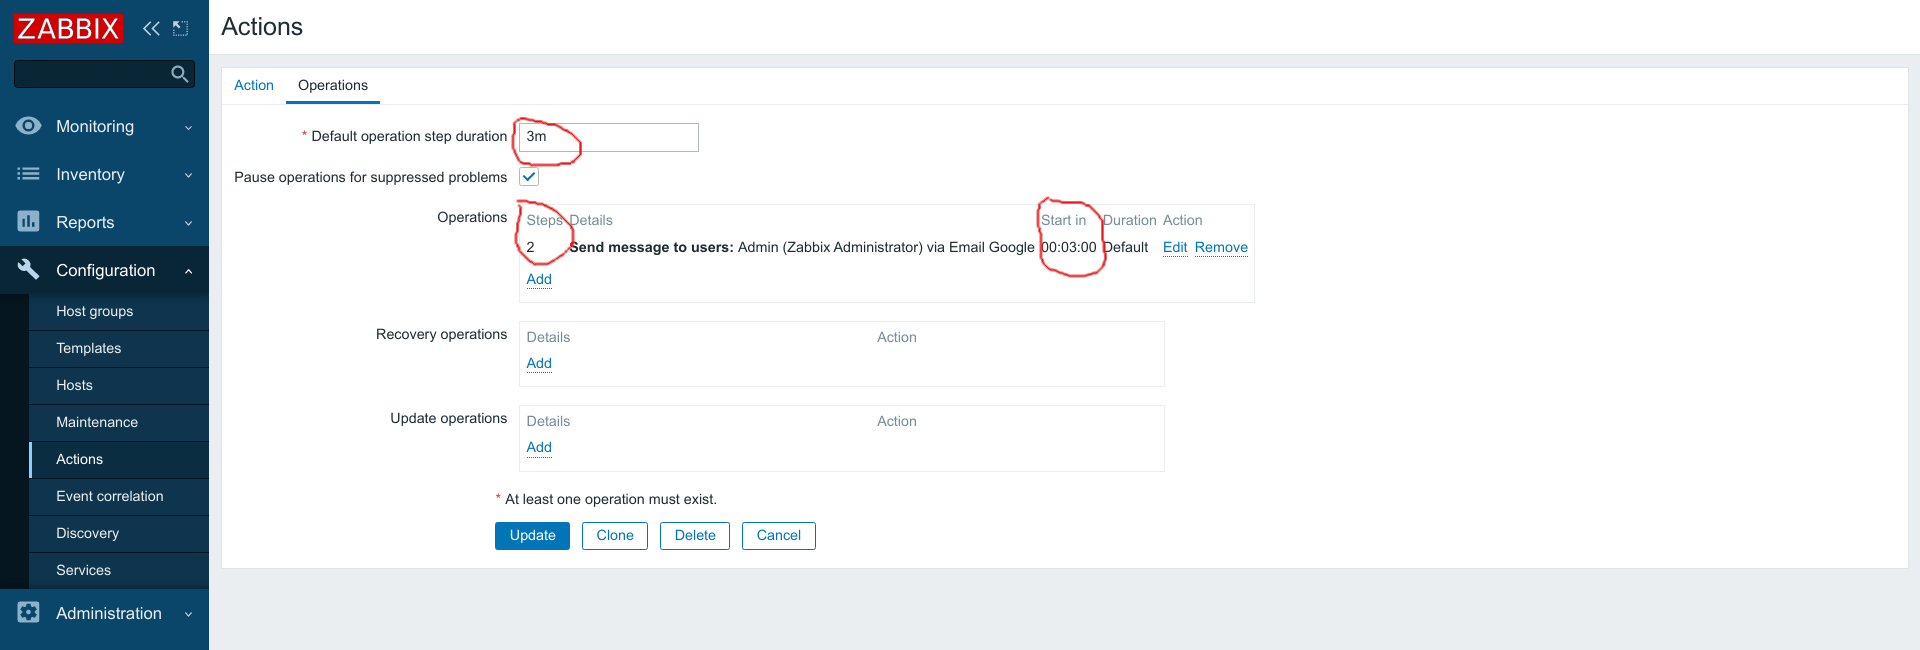 ZABBIX
Monitoring
Inventory
Reports
Configuration
Host groups
Templates
Hosts
Maintenance
Actions
Event correlation
Discovery
Services
Administration
Actions
Action Operations
* Default operation step duration 3m
Pause operations for suppressed problems
Operations Steps Details Start in Duration Action
2 Send message to users: Admin (Zabbix Administrator) via Email Google 00:03:00 Default Edit Remove
Add
Recovery operations Details Action
Add
Update operations Details Action
Add
* At least one operation must exist.
Update Clone Delete Cancel